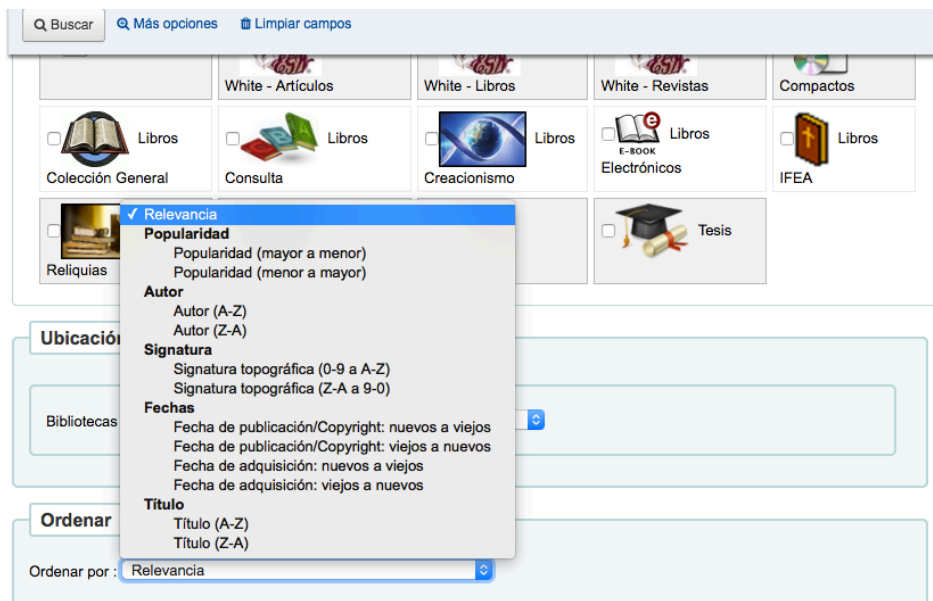 Buscar Más opciones Limpiar campos
White - Artículos White - Libros White - Revistas Compactos
Libros Libros Libros Libros Libros
E-BOOK
Colección General Consulta Creacionismo Electrónicos IFEA
Reliquias Tesis
✓ Relevancia
Popularidad
Popularidad (mayor a menor)
Popularidad (menor a mayor)
Autor
Autor (A-Z)
Autor (Z-A)
Signatura
Signatura topográfica (0-9 a A-Z)
Signatura topográfica (Z-A a 9-0)
Fechas
Fecha de publicación/Copyright: nuevos a viejos
Fecha de publicación/Copyright: viejos a nuevos
Fecha de adquisición: nuevos a viejos
Fecha de adquisición: viejos a nuevos
Título
Título (A-Z)
Título (Z-A)
Ubicación
Bibliotecas
Ordenar
Ordenar por : Relevancia